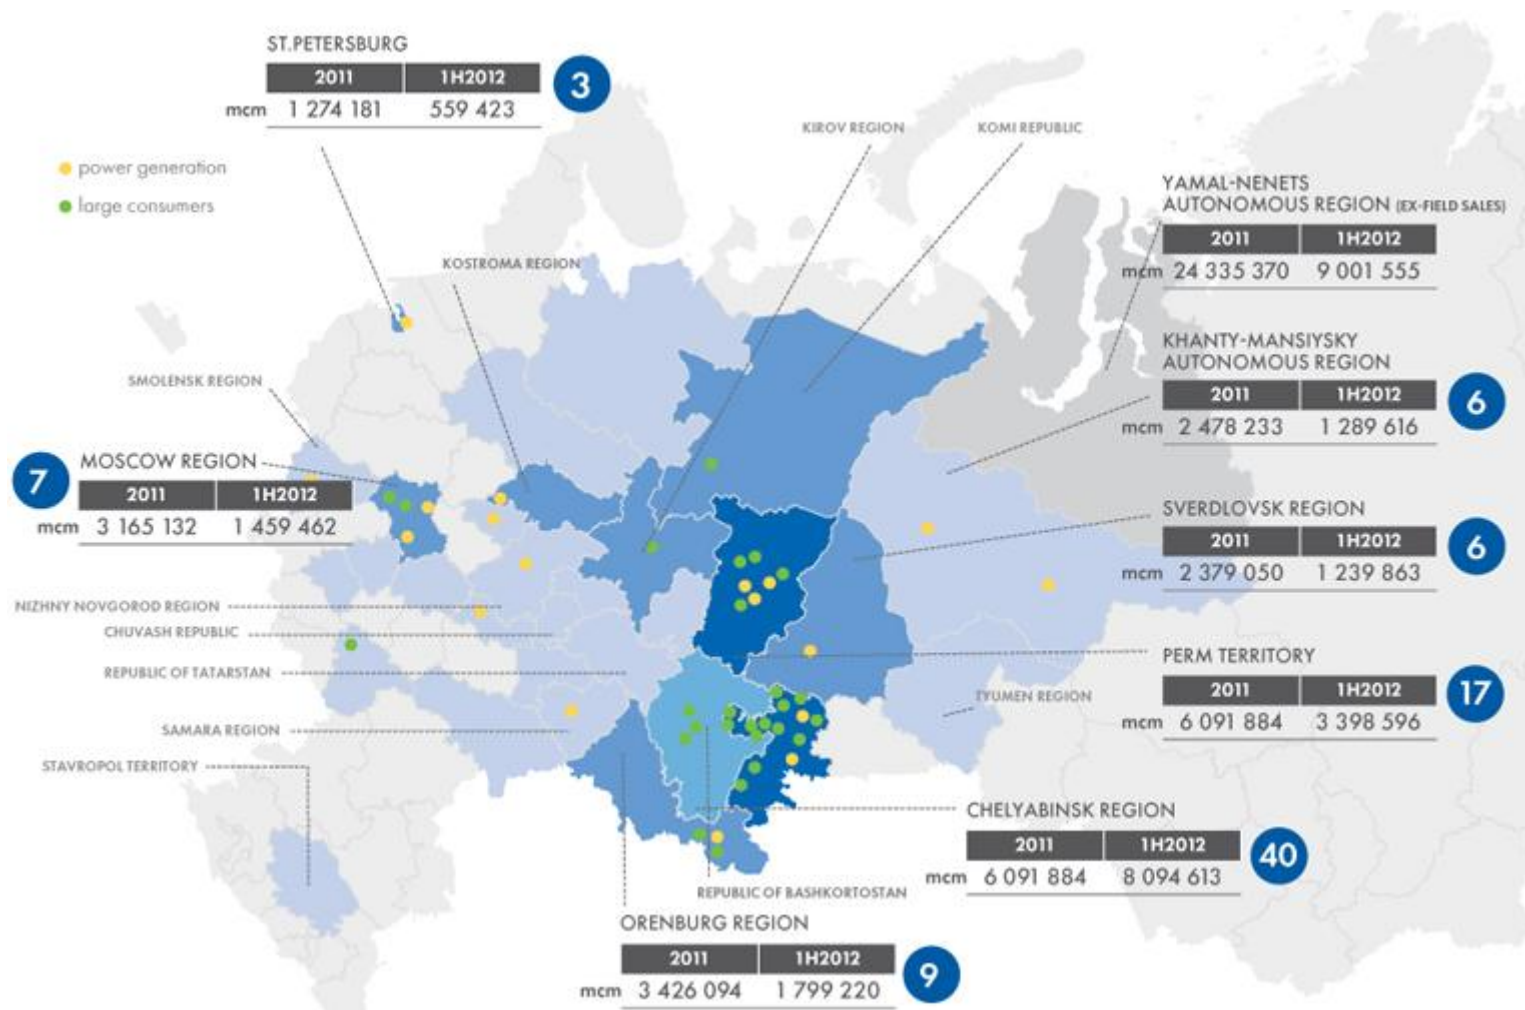 ST.PETERSBURG
2011 1H2012
mcm 1 274 181 559 423
3
power generation
large consumers
KIROV REGION
KOMI REPUBLIC
YAMAL-NENETS
AUTONOMOUS REGION (EX-FIELD SALES)
2011 1H2012
mcm 24 335 370 9 001 555
KOSTROMA REGION
KHANTY-MANSIYSKY
AUTONOMOUS REGION
2011 1H2012
mcm 2 478 233 1 289 616
6
SMOLENSK REGION
7
MOSCOW REGION
2011 1H2012
mcm 3 165 132 1 459 462
SVERDLOVSK REGION
2011 1H2012
mcm 2 379 050 1 239 863
6
NIZHNY NOVGOROD REGION
CHUVASH REPUBLIC
REPUBLIC OF TATARSTAN
PERM TERRITORY
2011 1H2012
mcm 6 091 884 3 398 596
17
TYUMEN REGION
SAMARA REGION
STAVROPOL TERRITORY
CHELYABINSK REGION
2011 1H2012
mcm 6 091 884 8 094 613
40
REPUBLIC OF BASHKORTOSTAN
ORENBURG REGION
2011 1H2012
mcm 3 426 094 1 799 220
9